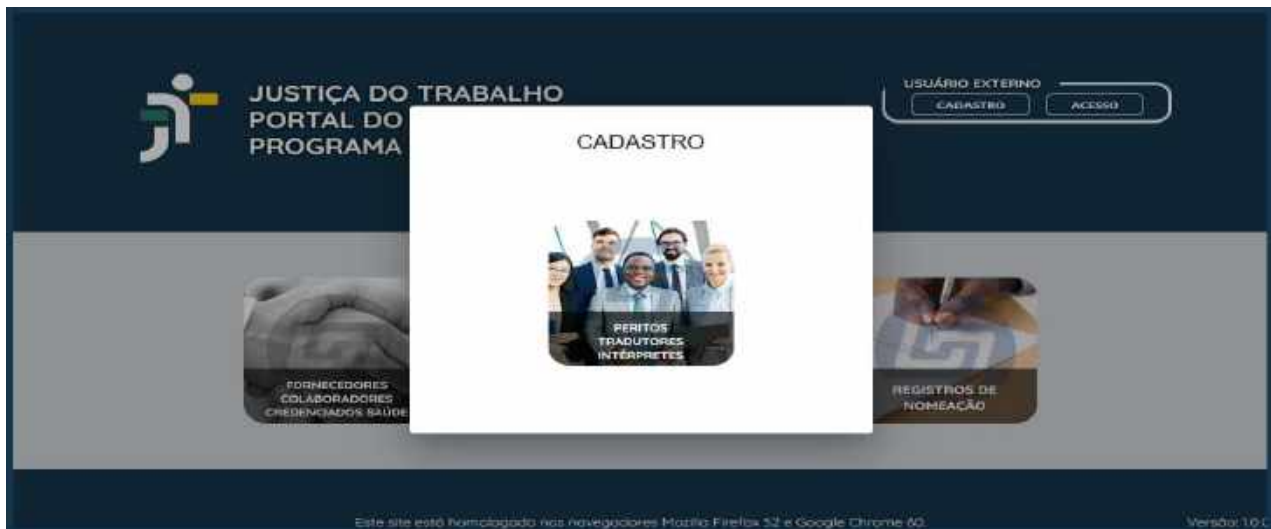 JUSTIÇA DO TRABALHO
PORTAL DO
PROGRAMA
USUÁRIO EXTERNO
CADASTRO
ACESSO
CADASTRO
FORNECEDORES
COLABORADORES
CREDENCIADOS SAÚDE
PERITOS
TRADUTORES
INTÉRPRETES
REGISTROS DE
NOMEAÇÃO
Este site está homologado nos navegadores Mozilla Firefox 52 e Google Chrome 60.
Versão: 1.0.